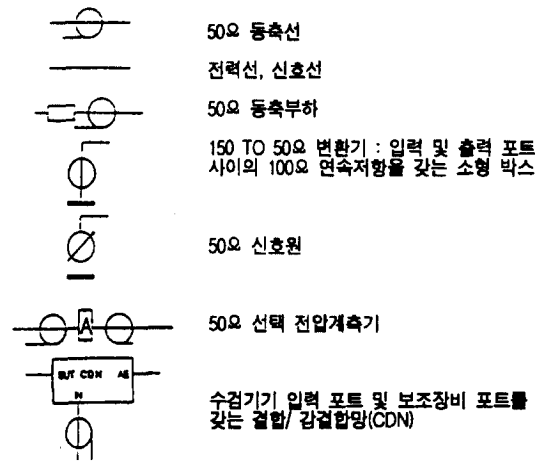 50Ω 동축선
전력선, 신호선
50Ω 동축부하
150 TO 50Ω 변환기 : 입력 및 출력 포트
사이의 100Ω 연속저항을 갖는 소형 박스
50Ω 신호원
A
50Ω 선택 전압계측기
EUT CDN AE
IN
수검기기 입력 포트 및 보조장비 포트를
갖는 결합/ 감결합망(CDN)